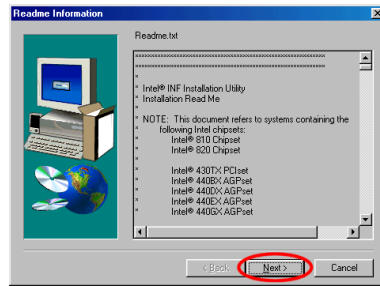 Readme Information
Readme.txt
************************************************************
************************************************************
*
* Intel® INF Installation Utility
* Installation Read Me
*
* NOTE: This document refers to systems containing the
* following Intel chipsets:
* Intel® 810 Chipset
* Intel® 820 Chipset
*
* Intel® 430TX PCIset
* Intel® 440BX AGPset
* Intel® 440DX AGPset
* Intel® 440EX AGPset
* Intel® 440GX AGPset
< Back
Next >
Cancel